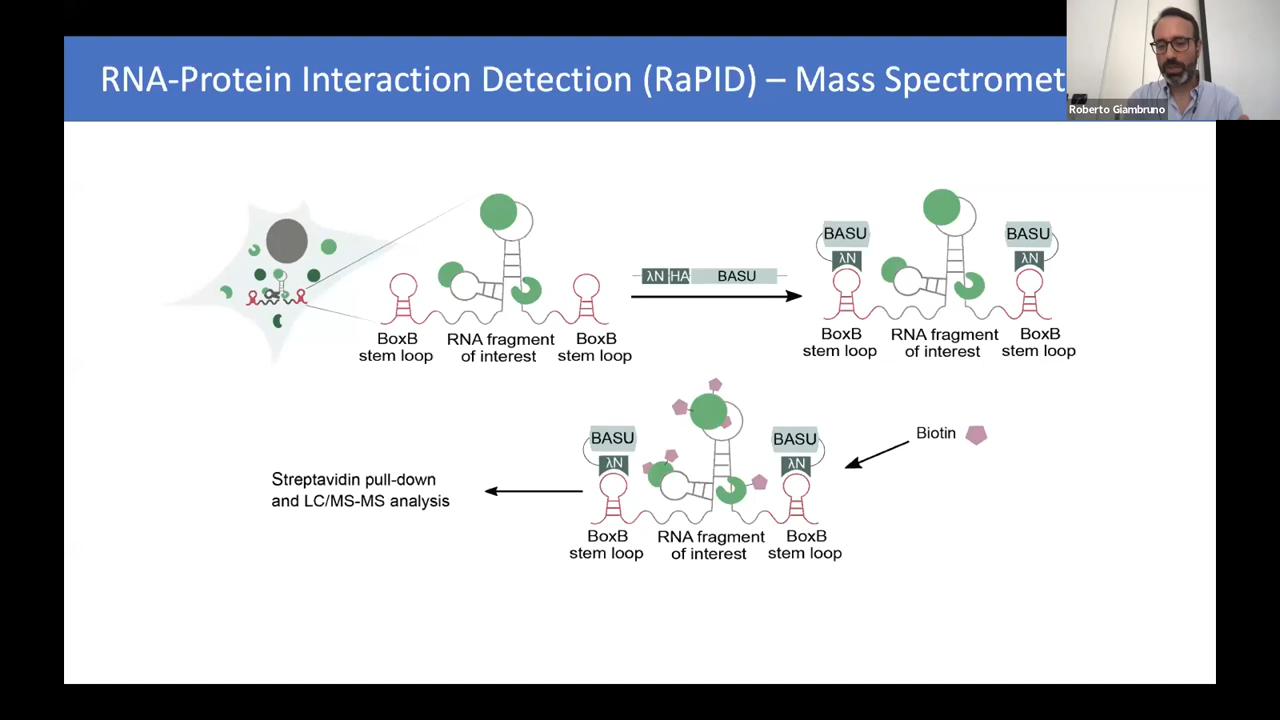 RNA-Protein Interaction Detection (RaPID) – Mass Spectromet
Roberto Giambruno
BoxB
stem loop
RNA fragment
of interest
BoxB
stem loop
λN HA BASU
BASU
λN
BASU
λN
BoxB
stem loop
RNA fragment
of interest
BoxB
stem loop
BASU
λN
BASU
λN
BoxB
stem loop
RNA fragment
of interest
BoxB
stem loop
Biotin
Streptavidin pull-down
and LC/MS-MS analysis